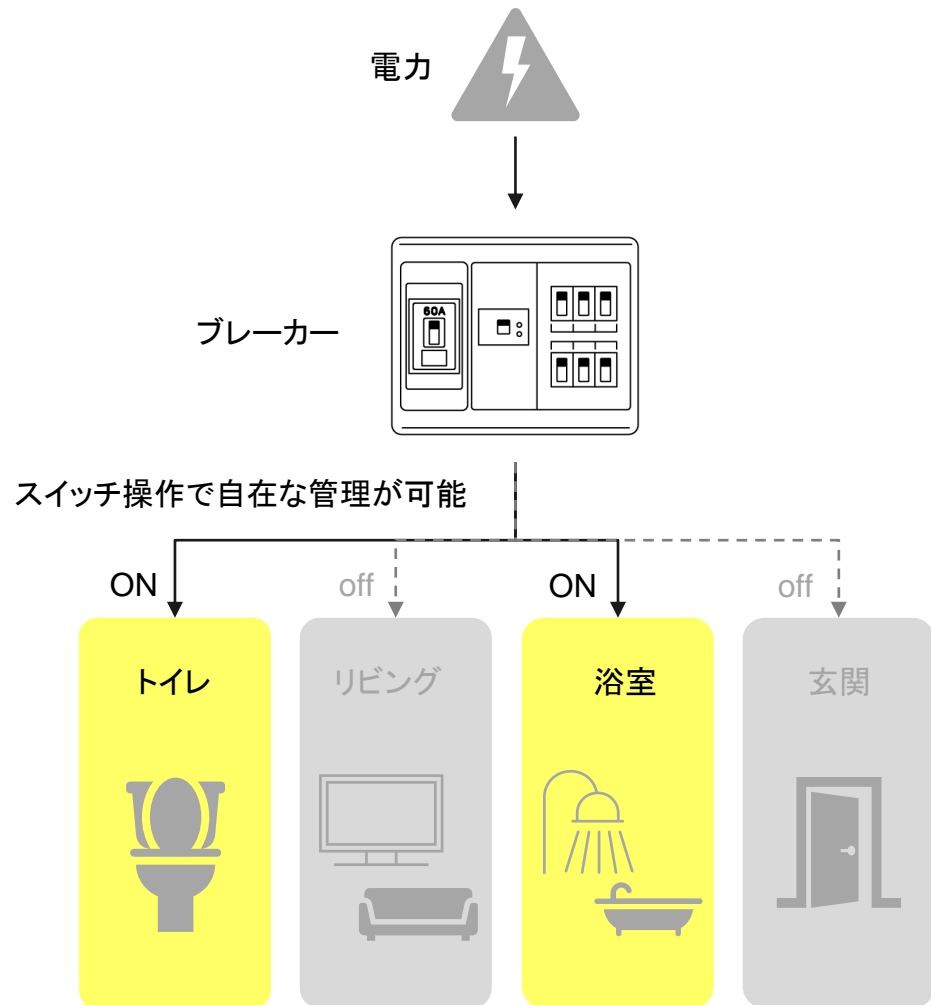 電力
60A
ブレーカー
スイッチ操作で自在な管理が可能
ON
off
ON
off
トイレ
リビング
浴室
玄関